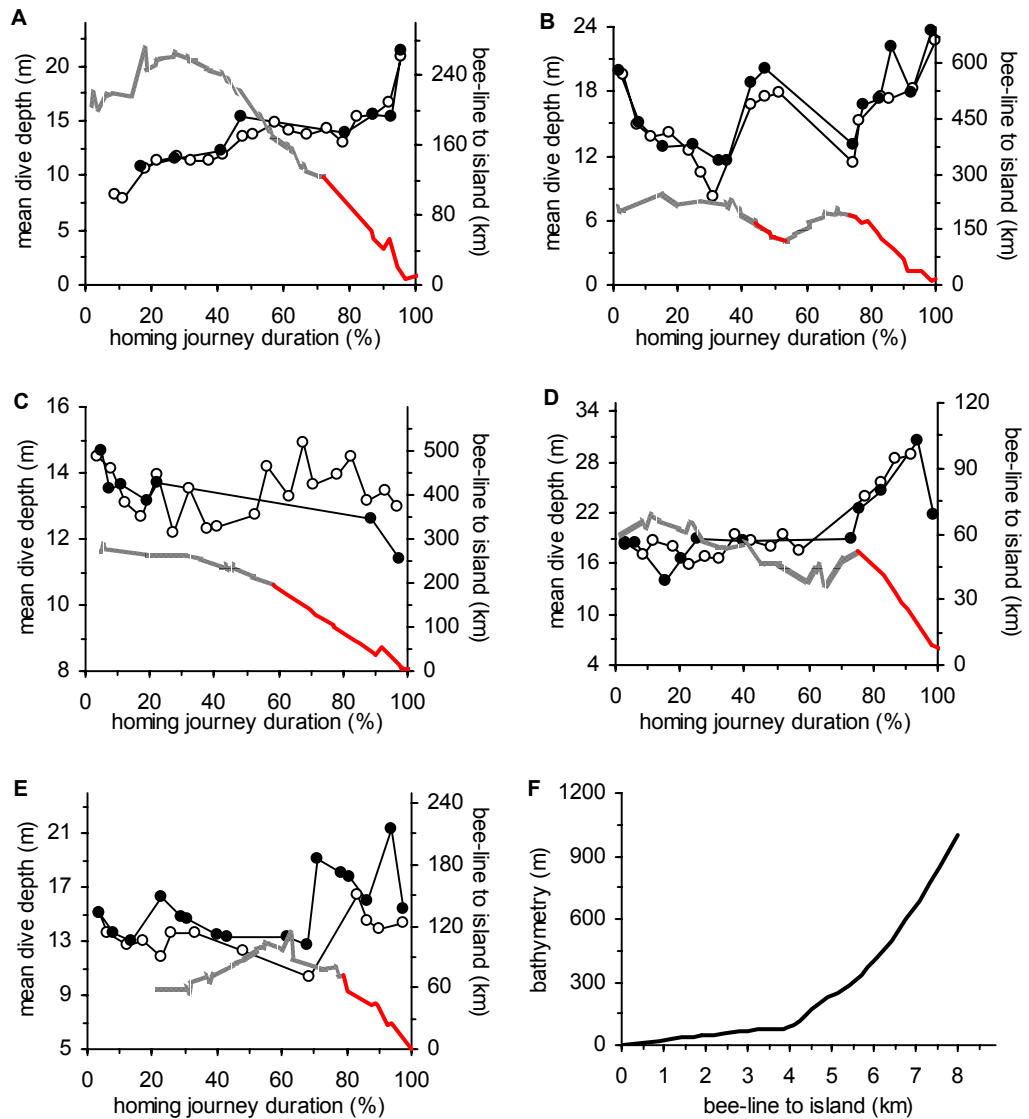 A
B
mean dive depth (m)
20
15
10
5
0
240
160
80
0
bee-line to island (km)
0 20 40 60 80 100
homing journey duration (%)
mean dive depth (m)
24
18
12
6
0
600
500
400
300
200
100
0
bee-line to island (km)
0 20 40 60 80 100
homing journey duration (%)
C
D
mean dive depth (m)
16
14
13
12
10
8
500
400
300
200
100
0
bee-line to island (km)
0 20 40 60 80 100
homing journey duration (%)
mean dive depth (m)
34
28
22
16
10
4
120
90
60
30
0
bee-line to island (km)
0 20 40 60 80 100
homing journey duration (%)
E
F
mean dive depth (m)
21
17
13
9
5
240
180
120
60
0
bee-line to island (km)
0 20 40 60 80 100
homing journey duration (%)
bathymetry (m)
1200
900
600
300
0
0 1 2 3 4 5 6 7 8
bee-line to island (km)